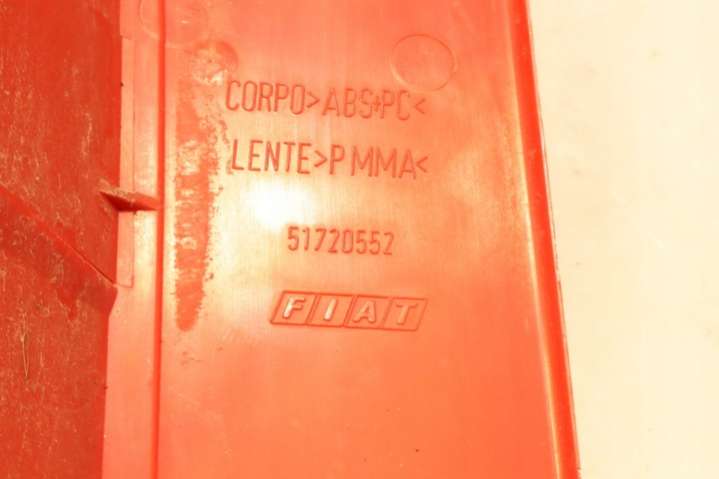 CORPO>ABS+PC<
LENTE>PMMA<
51720552
FIAT